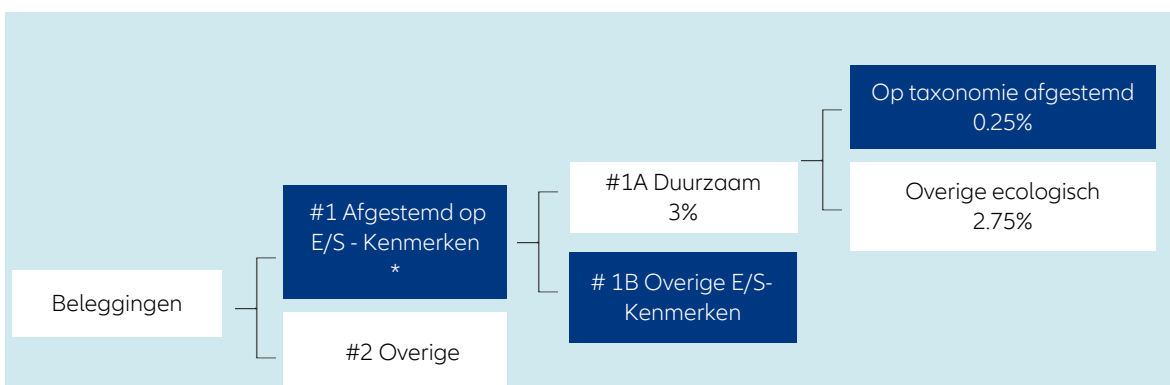 Beleggingen
#1 Afgestemd op
E/S - Kenmerken
*
#2 Overige
#1A Duurzaam
3%
# 1B Overige E/S-
Kenmerken
Op taxonomie afgestemd
0.25%
Overige ecologisch
2.75%